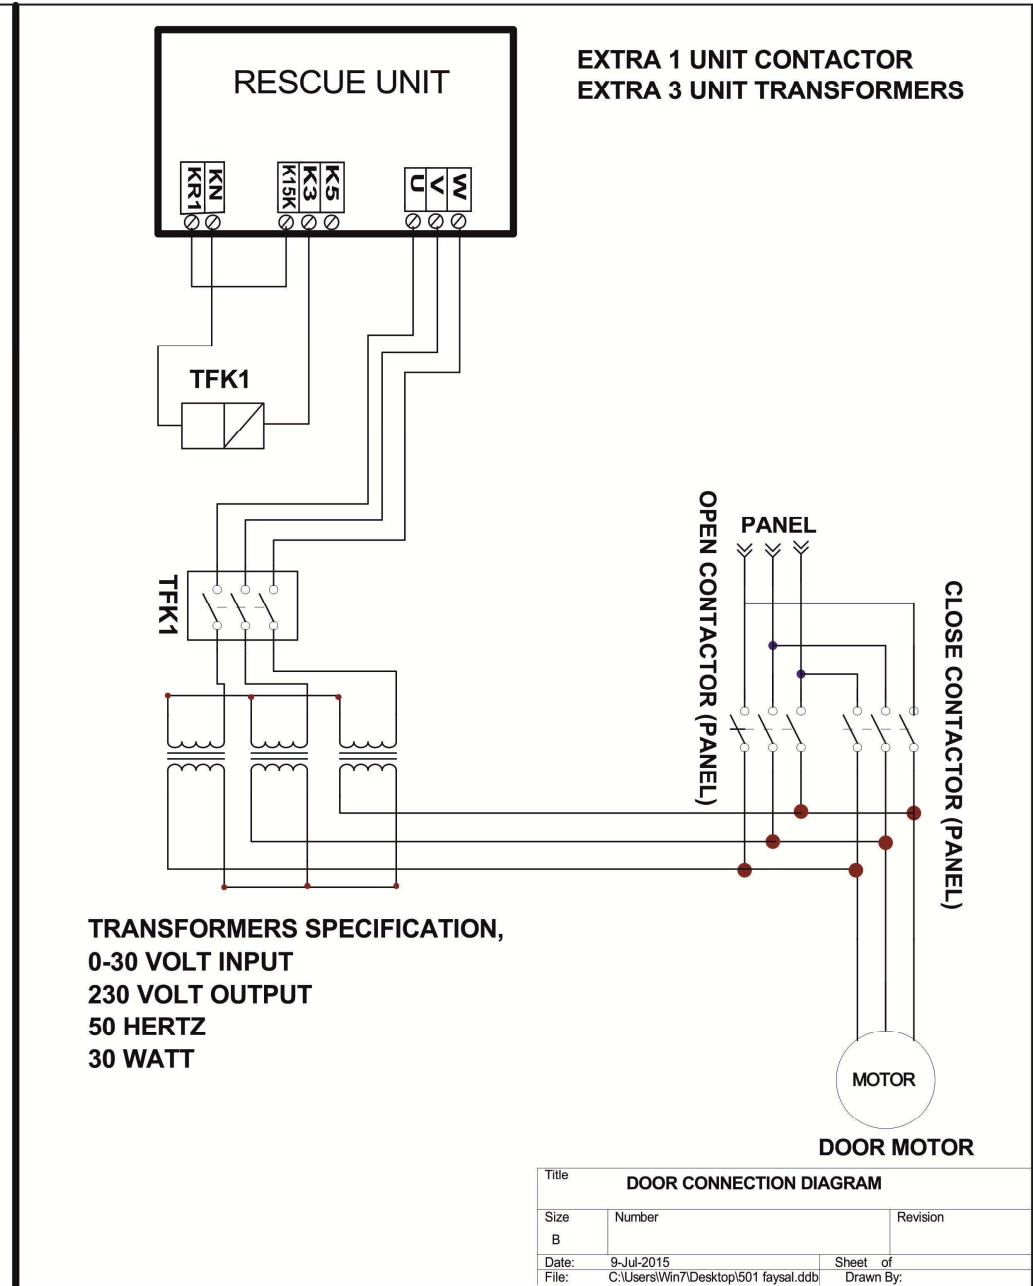 RESCUE UNIT
EXTRA 1 UNIT CONTACTOR
EXTRA 3 UNIT TRANSFORMERS
KR1
KN
K15K
K3
K5
U
V
W
TFK1
TFK1
OPEN CONTACTOR (PANEL)
PANEL
CLOSE CONTACTOR (PANEL)
TRANSFORMERS SPECIFICATION,
0-30 VOLT INPUT
230 VOLT OUTPUT
50 HERTZ
30 WATT
MOTOR
DOOR MOTOR
Title
DOOR CONNECTION DIAGRAM
Size
B
Number
Revision
Date: 9-Jul-2015 Sheet of
File: C:\Users\Win7\Desktop\501 faysal.ddb Drawn By: